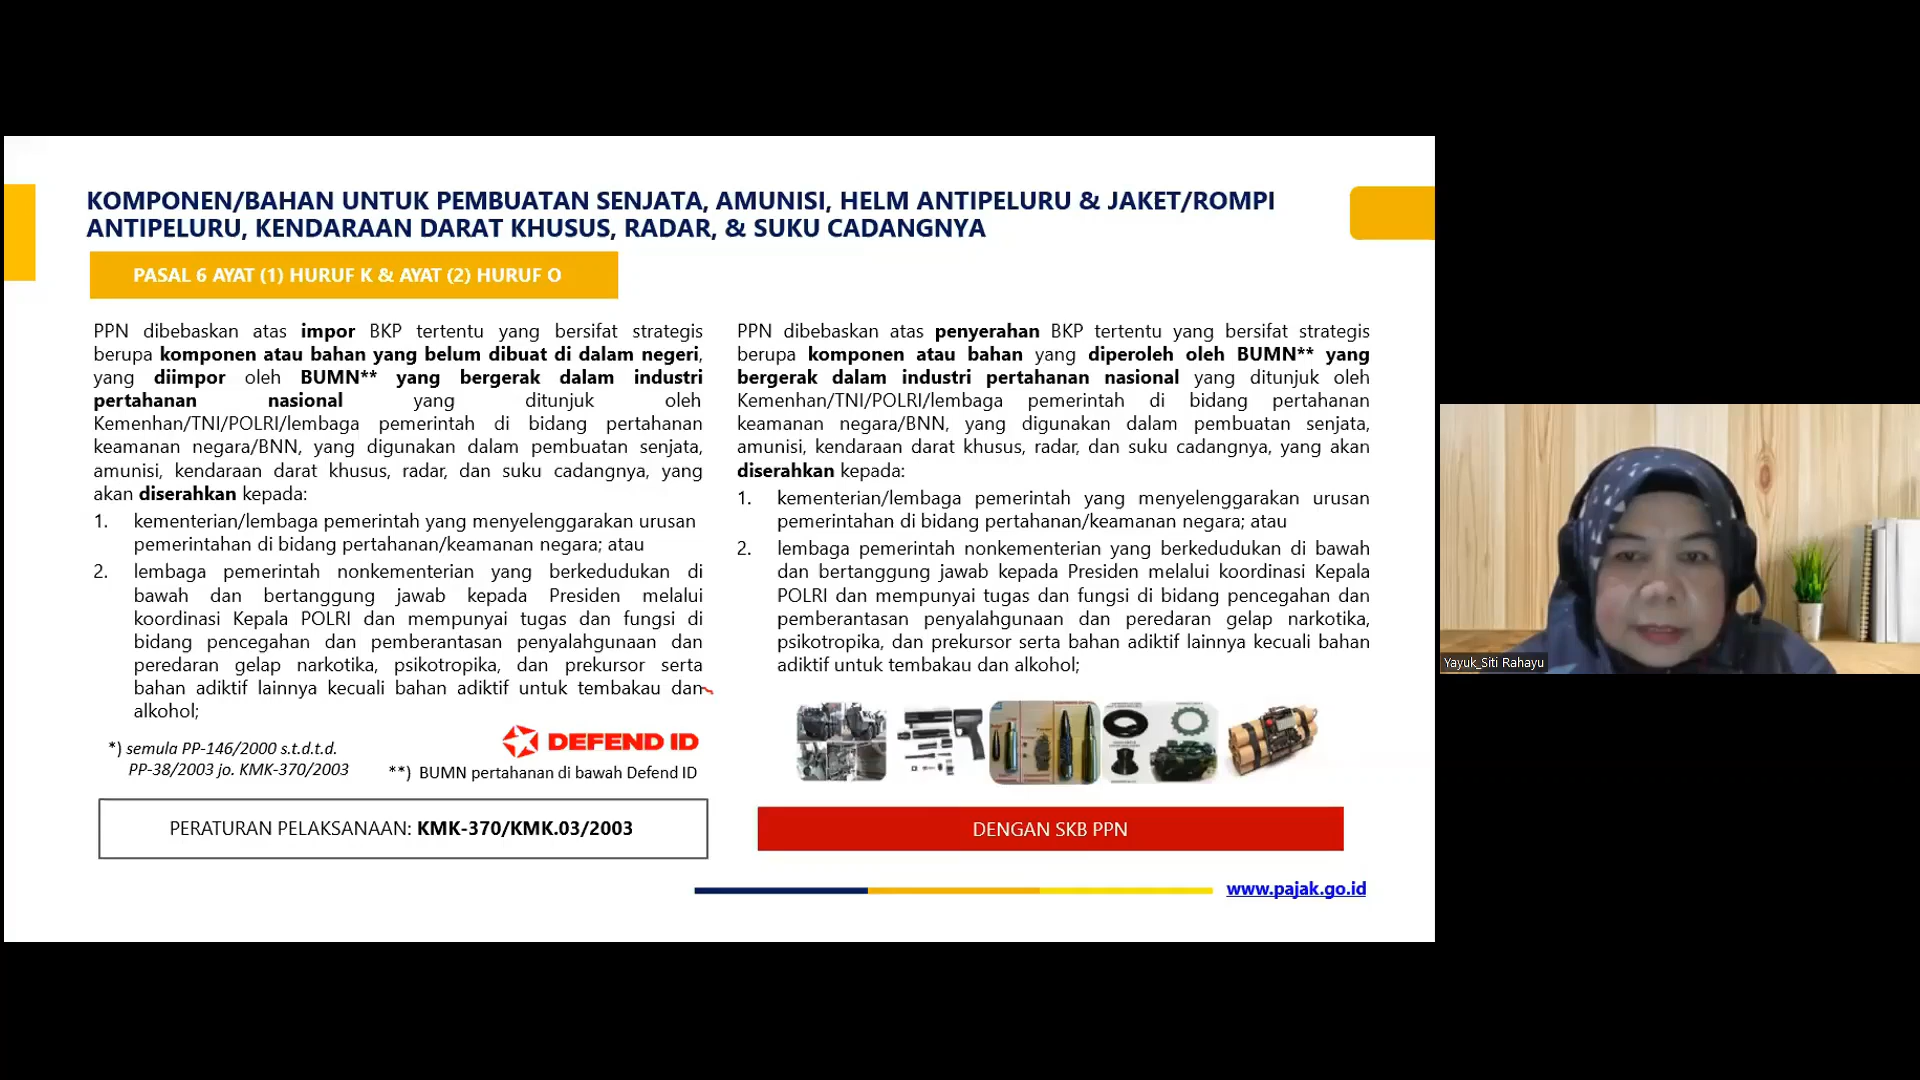 KOMPONEN/BAHAN UNTUK PEMBUATAN SENJATA, AMUNISI, HELM ANTIPELURU & JAKET/ROMPI
ANTIPELURU, KENDARAAN DARAT KHUSUS, RADAR, & SUKU CADANGNYA
PASAL 6 AYAT (1) HURUF K & AYAT (2) HURUF O
PPN dibebaskan atas impor BKP tertentu yang bersifat strategis
berupa komponen atau bahan yang belum dibuat di dalam negeri,
yang diimpor oleh BUMN** yang bergerak dalam industri
pertahanan nasional yang ditunjuk oleh
Kemenhan/TNI/POLRI/lembaga pemerintah di bidang pertahanan
keamanan negara/BNN, yang digunakan dalam pembuatan senjata,
amunisi, kendaraan darat khusus, radar, dan suku cadangnya, yang
akan diserahkan kepada:
1. kementerian/lembaga pemerintah yang menyelenggarakan urusan
pemerintahan di bidang pertahanan/keamanan negara; atau
2. lembaga pemerintah nonkementerian yang berkedudukan di
bawah dan bertanggung jawab kepada Presiden melalui
koordinasi Kepala POLRI dan mempunyai tugas dan fungsi di
bidang pencegahan dan pemberantasan penyalahgunaan dan
peredaran gelap narkotika, psikotropika, dan prekursor serta
bahan adiktif lainnya kecuali bahan adiktif untuk tembakau dan
alkohol;
*) semula PP-146/2000 s.t.d.t.d.
PP-38/2003 jo. KMK-370/2003
DEFEND ID
**) BUMN pertahanan di bawah Defend ID
PERATURAN PELAKSANAAN: KMK-370/KMK.03/2003
PPN dibebaskan atas penyerahan BKP tertentu yang bersifat strategis
berupa komponen atau bahan yang diperoleh oleh BUMN** yang
bergerak dalam industri pertahanan nasional yang ditunjuk oleh
Kemenhan/TNI/POLRI/lembaga pemerintah di bidang pertahanan
keamanan negara/BNN, yang digunakan dalam pembuatan senjata,
amunisi, kendaraan darat khusus, radar, dan suku cadangnya, yang akan
diserahkan kepada:
1. kementerian/lembaga pemerintah yang menyelenggarakan urusan
pemerintahan di bidang pertahanan/keamanan negara; atau
2. lembaga pemerintah nonkementerian yang berkedudukan di bawah
dan bertanggung jawab kepada Presiden melalui koordinasi Kepala
POLRI dan mempunyai tugas dan fungsi di bidang pencegahan dan
pemberantasan penyalahgunaan dan peredaran gelap narkotika,
psikotropika, dan prekursor serta bahan adiktif lainnya kecuali bahan
adiktif untuk tembakau dan alkohol;
DENGAN SKB PPN
www.pajak.go.id
Yayuk_Siti Rahayu